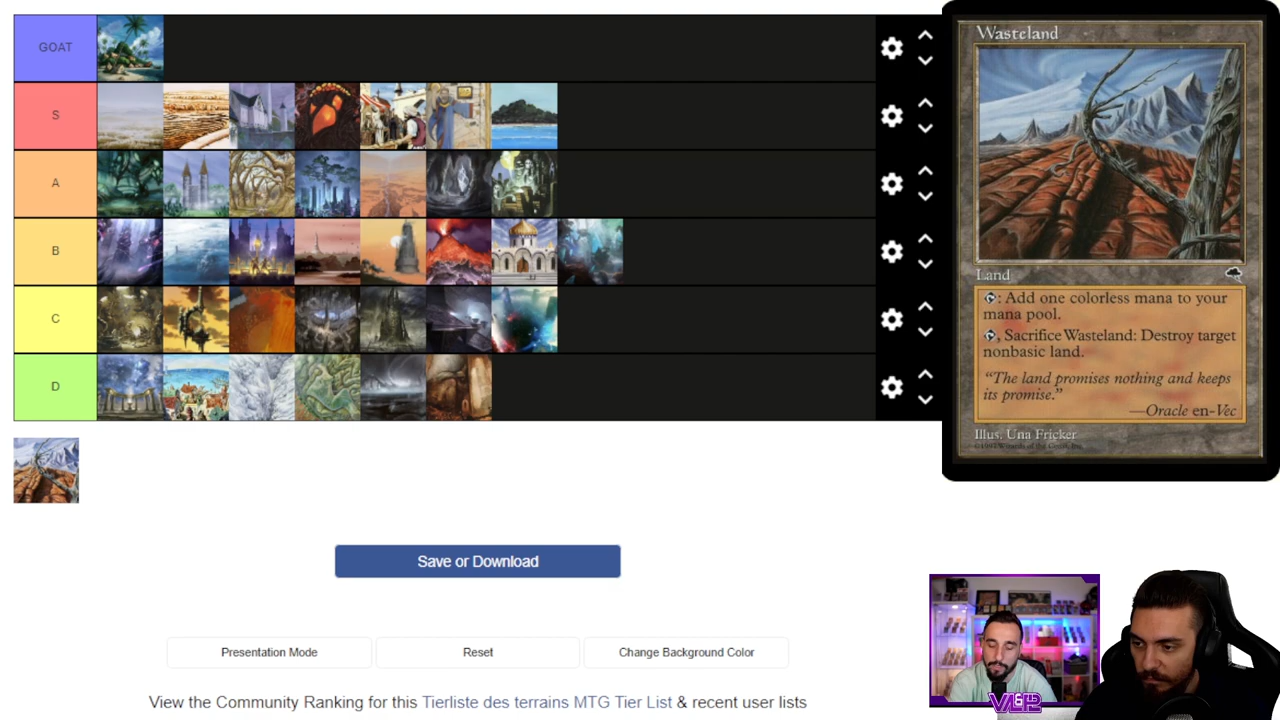 GOAT
S
A
B
C
D
Wasteland
Land
: Add one colorless mana to your
mana pool.
, Sacrifice Wasteland: Destroy target
nonbasic land.
“The land promises nothing and keeps
its promise.”
—Oracle en-Vec
Illus. Una Fricker
Save or Download
Presentation Mode
Reset
Change Background Color
View the Community Ranking for this Tierliste des terrains MTG Tier List & recent user lists